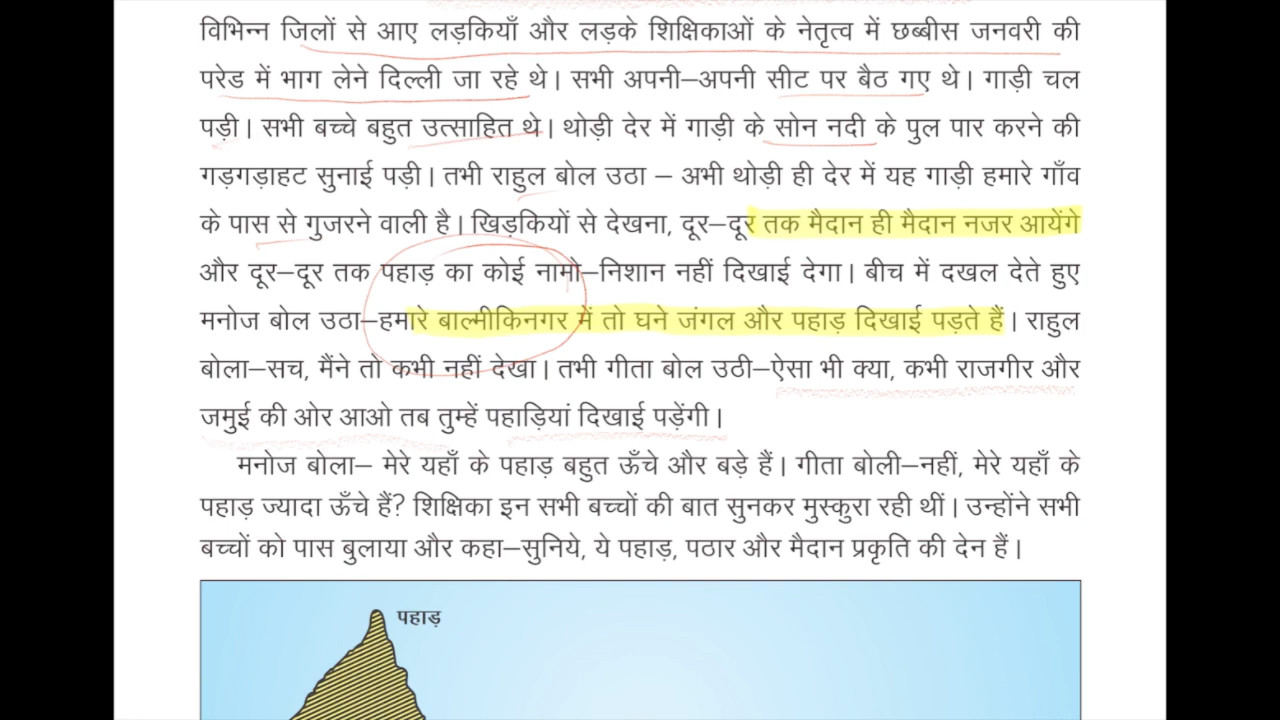 विभिन्न जिलों से आए लड़कियाँ और लड़के शिक्षिकाओं के नेतृत्व में छब्बीस जनवरी की
परेड में भाग लेने दिल्ली जा रहे थे। सभी अपनी–अपनी सीट पर बैठ गए थे। गाड़ी चल
पड़ी। सभी बच्चे बहुत उत्साहित थे। थोड़ी देर में गाड़ी के सोन नदी के पुल पार करने की
गड़गड़ाहट सुनाई पड़ी। तभी राहुल बोल उठा – अभी थोड़ी ही देर में यह गाड़ी हमारे गाँव
के पास से गुजरने वाली है। खिड़कियों से देखना, दूर–दूर तक मैदान ही मैदान नजर आयेंगे
और दूर–दूर तक पहाड़ का कोई नामो–निशान नहीं दिखाई देगा। बीच में दखल देते हुए
मनोज बोल उठा–हमारे बाल्मीकिनगर में तो घने जंगल और पहाड़ दिखाई पड़ते हैं। राहुल
बोला–सच, मैंने तो कभी नहीं देखा। तभी गीता बोल उठी–ऐसा भी क्या, कभी राजगीर और
जमुई की ओर आओ तब तुम्हें पहाड़ियां दिखाई पड़ेंगी।
मनोज बोला– मेरे यहाँ के पहाड़ बहुत ऊँचे और बड़े हैं। गीता बोली–नहीं, मेरे यहाँ के
पहाड़ ज्यादा ऊँचे हैं? शिक्षिका इन सभी बच्चों की बात सुनकर मुस्कुरा रही थीं। उन्होंने सभी
बच्चों को पास बुलाया और कहा–सुनिये, ये पहाड़, पठार और मैदान प्रकृति की देन हैं।
पहाड़